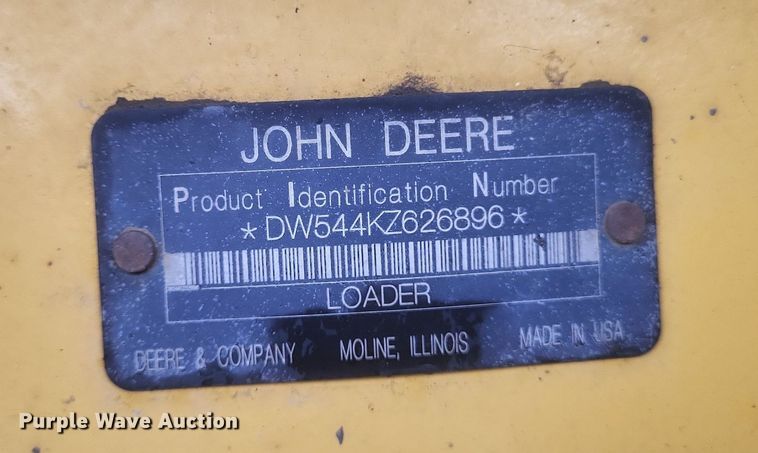 JOHN DEERE
Product Identification Number
*DW544KZ626896*
LOADER
DEERE & COMPANY MOLINE, ILLINOIS MADE IN USA
Purple Wave Auction